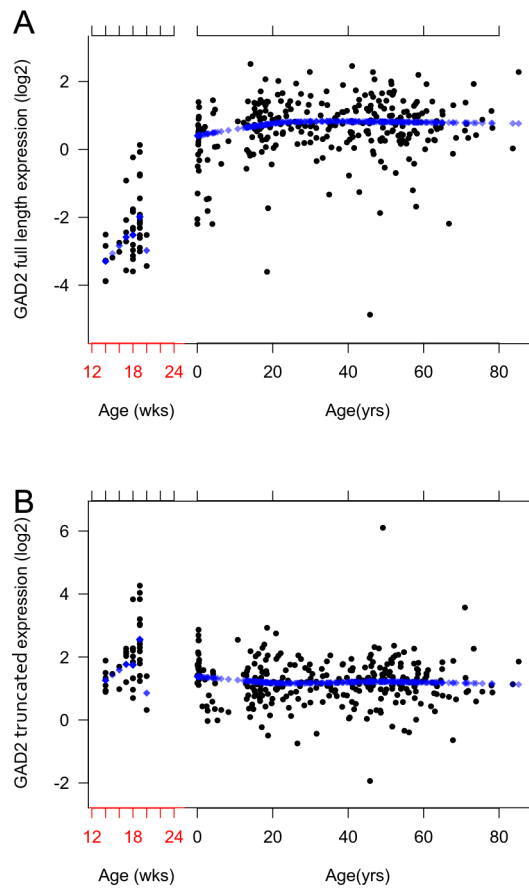 A
GAD2 full length expression (log2)
2
0
-2
-4
12 18 24 0 20 40 60 80
Age (wks) Age(yrs)
B
GAD2 truncated expression (log2)
6
4
2
0
-2
12 18 24 0 20 40 60 80
Age (wks) Age(yrs)